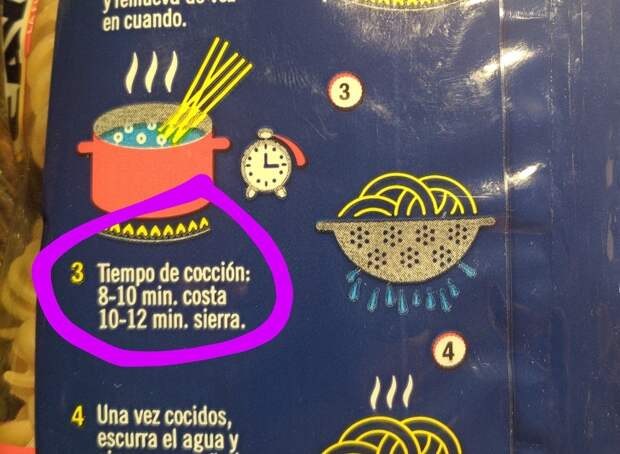 en cuando.
3
3 Tiempo de cocción:
8-10 min. costa
10-12 min. sierra.
4
4 Una vez cocidos,
escurra el agua y